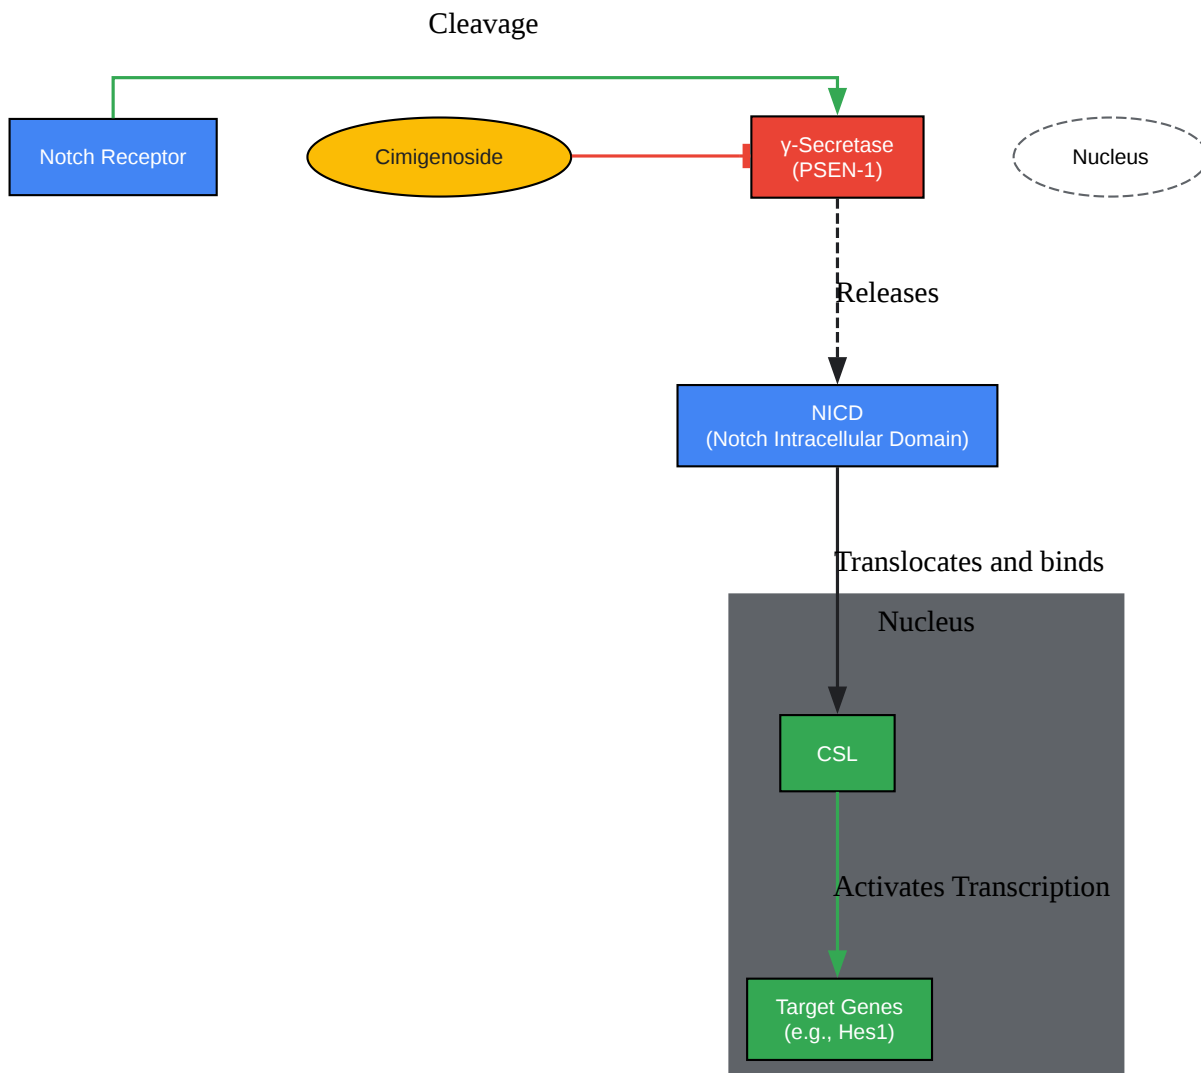 Cleavage
Notch Receptor
Cimigenoside
γ-Secretase
(PSEN-1)
Nucleus
Releases
NICD
(Notch Intracellular Domain)
Translocates and binds
Nucleus
CSL
Activates Transcription
Target Genes
(e.g., Hes1)